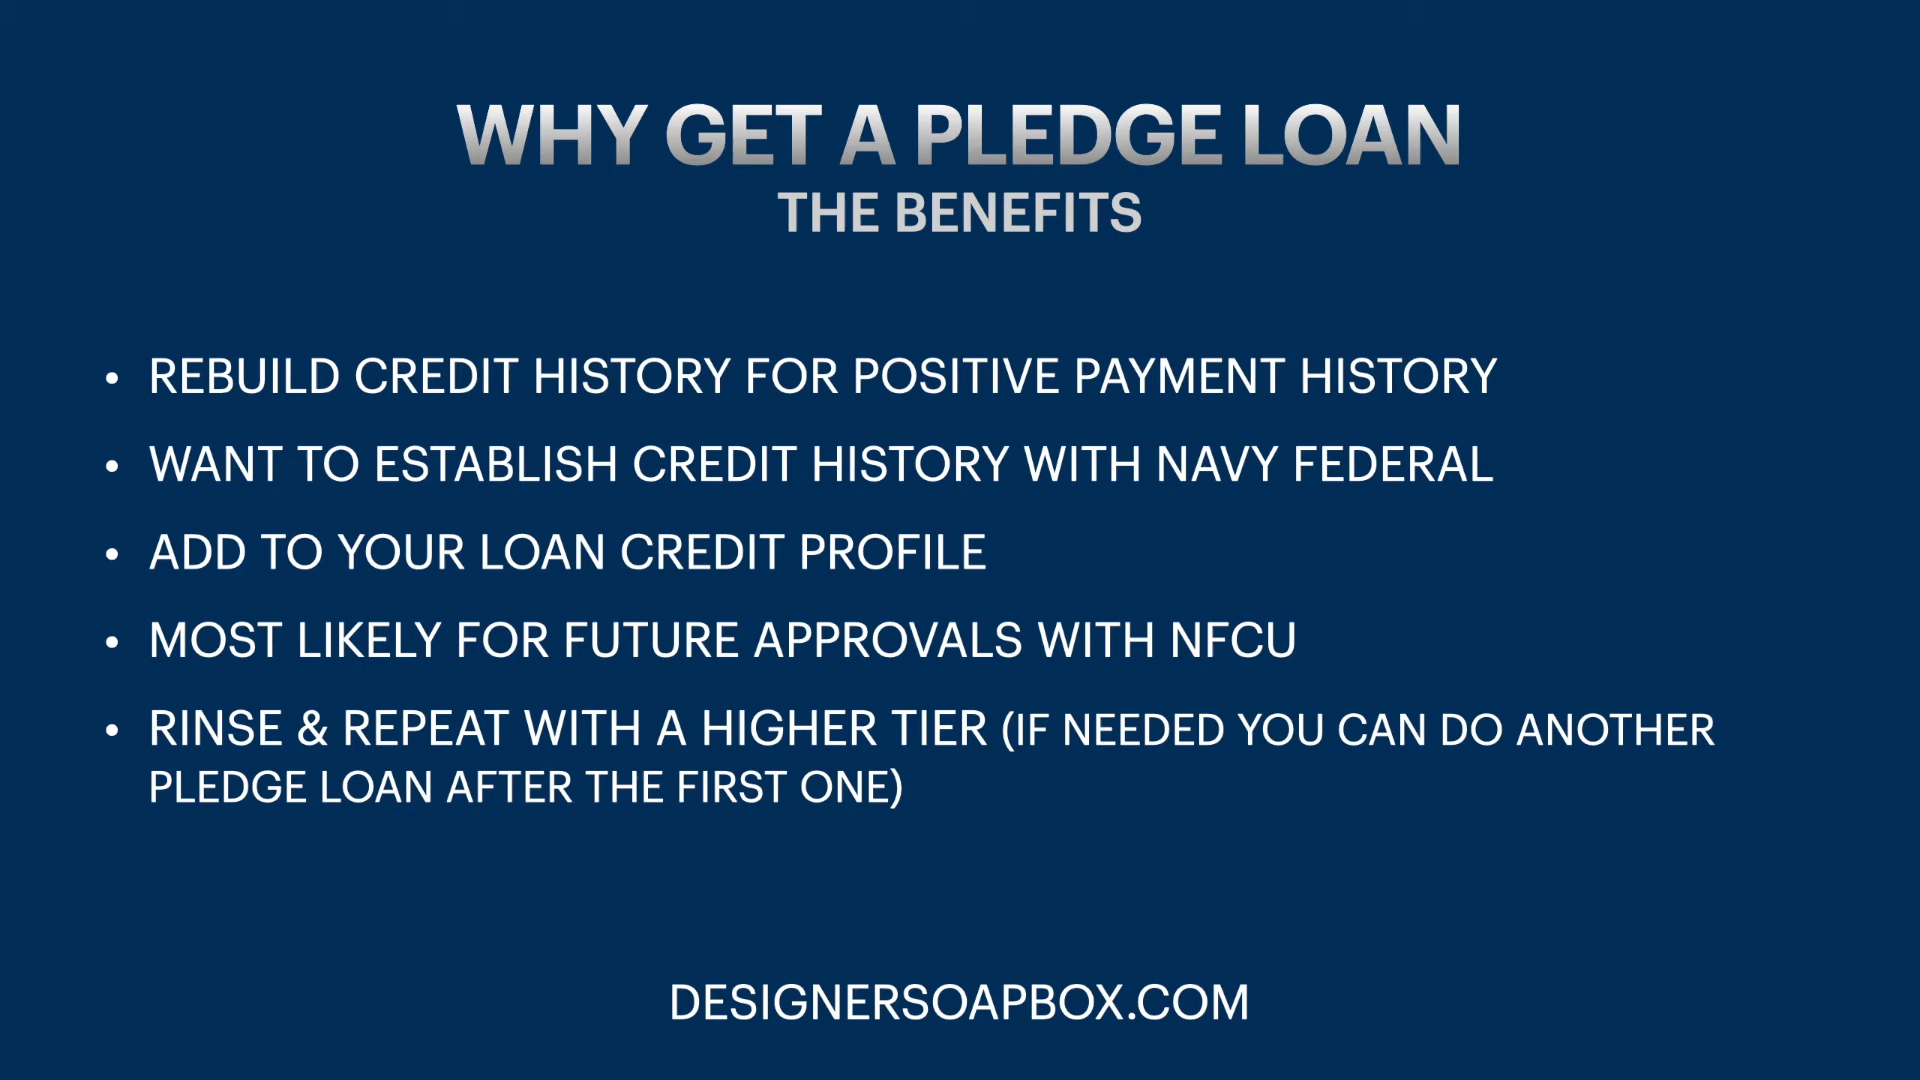 WHY GET A PLEDGE LOAN
THE BENEFITS
• REBUILD CREDIT HISTORY FOR POSITIVE PAYMENT HISTORY
• WANT TO ESTABLISH CREDIT HISTORY WITH NAVY FEDERAL
• ADD TO YOUR LOAN CREDIT PROFILE
• MOST LIKELY FOR FUTURE APPROVALS WITH NFCU
• RINSE & REPEAT WITH A HIGHER TIER (IF NEEDED YOU CAN DO ANOTHER
PLEDGE LOAN AFTER THE FIRST ONE)
DESIGNERSOAPBOX.COM